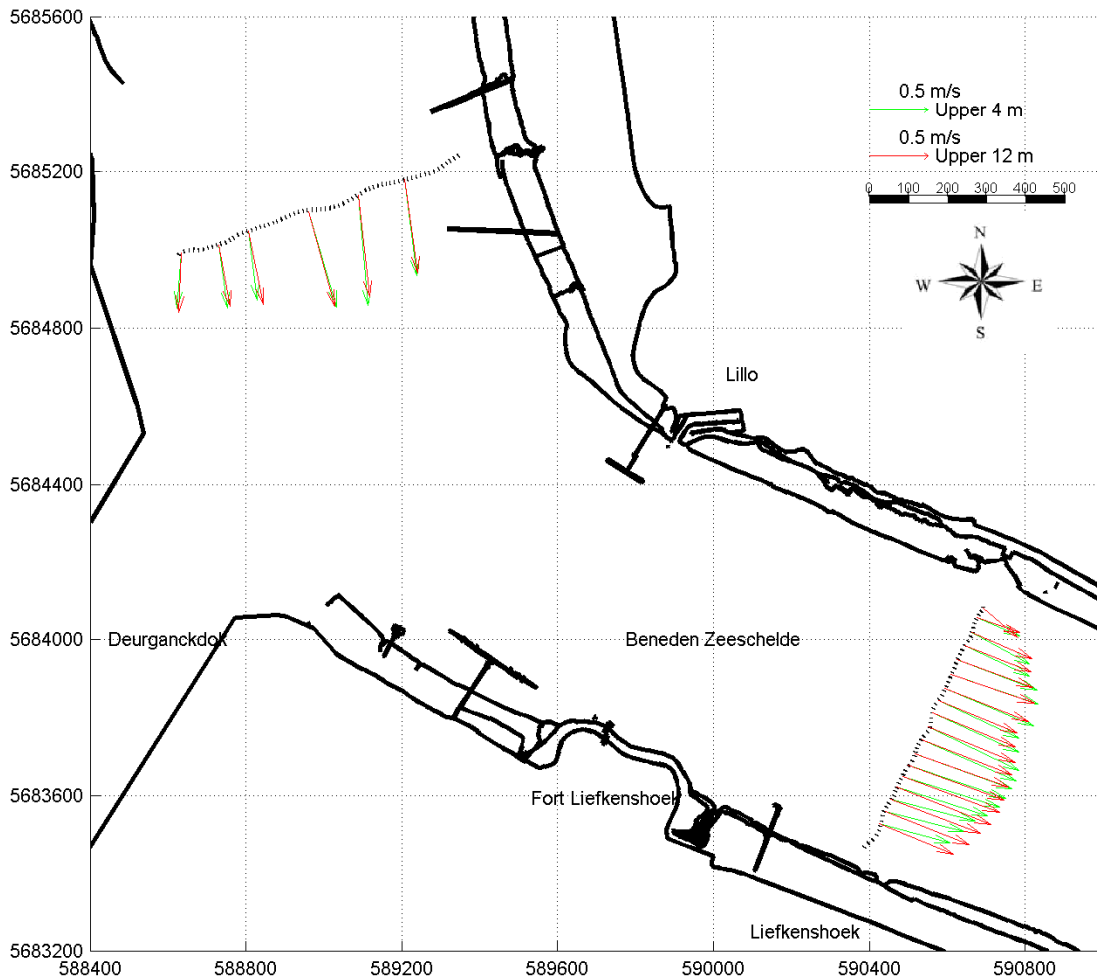 5685600
0.5 m/s
Upper 4 m
0.5 m/s
Upper 12 m
5685200
0 100 200 300 400 500
N
W E
S
5684800
Lillo
5684400
5684000
Deurganckdok
Beneden Zeeschelde
5683600
Fort Liefkenshoek
Liefkenshoek
5683200
588400 588800 589200 589600 590000 590400 590800